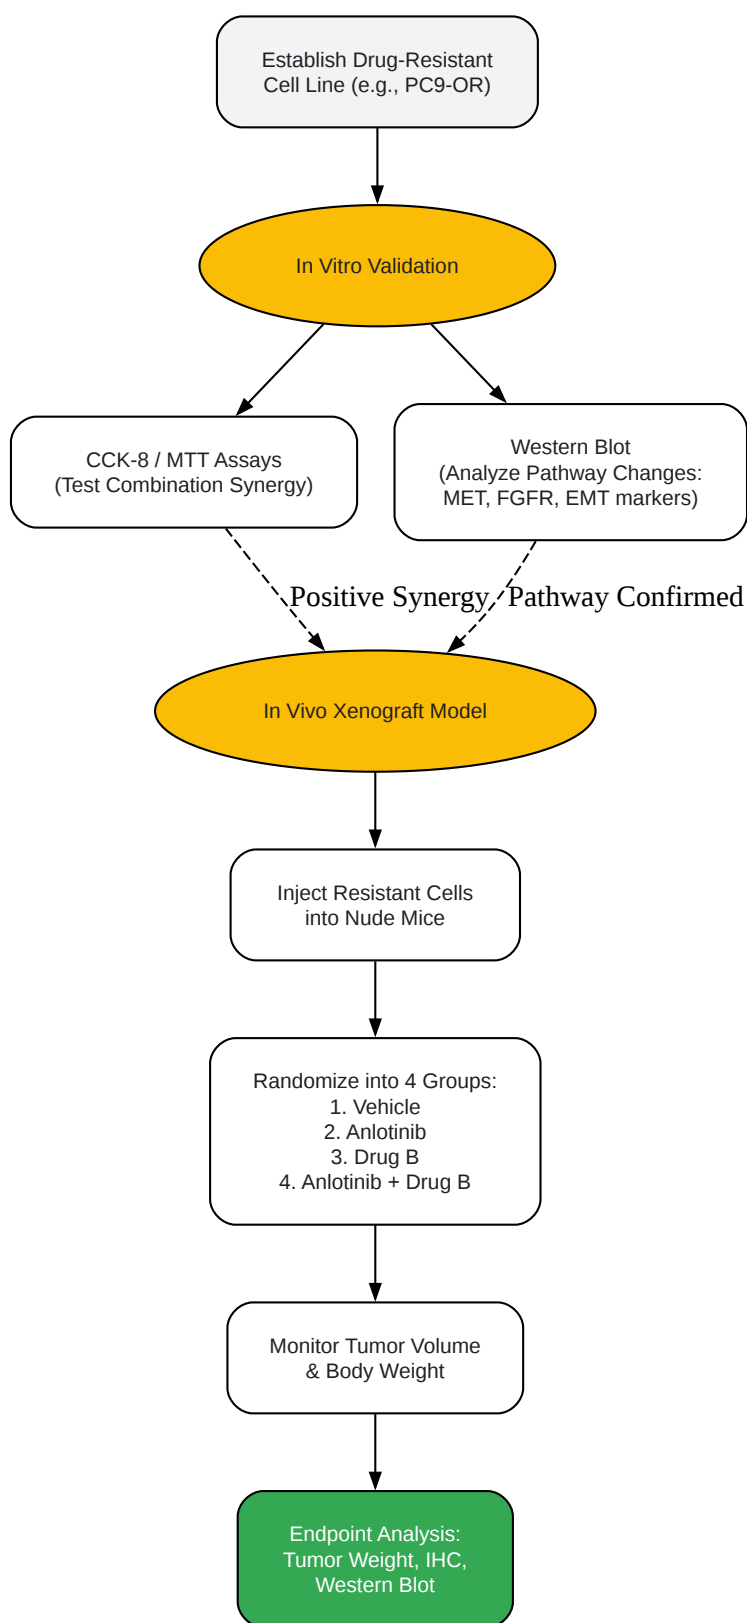 Establish Drug-Resistant
Cell Line (e.g., PC9-OR)
In Vitro Validation
CCK-8 / MTT Assays
(Test Combination Synergy)
Western Blot
(Analyze Pathway Changes:
MET, FGFR, EMT markers)
Positive Synergy
Pathway Confirmed
In Vivo Xenograft Model
Inject Resistant Cells
into Nude Mice
Randomize into 4 Groups:
1. Vehicle
2. Anlotinib
3. Drug B
4. Anlotinib + Drug B
Monitor Tumor Volume
& Body Weight
Endpoint Analysis:
Tumor Weight, IHC,
Western Blot